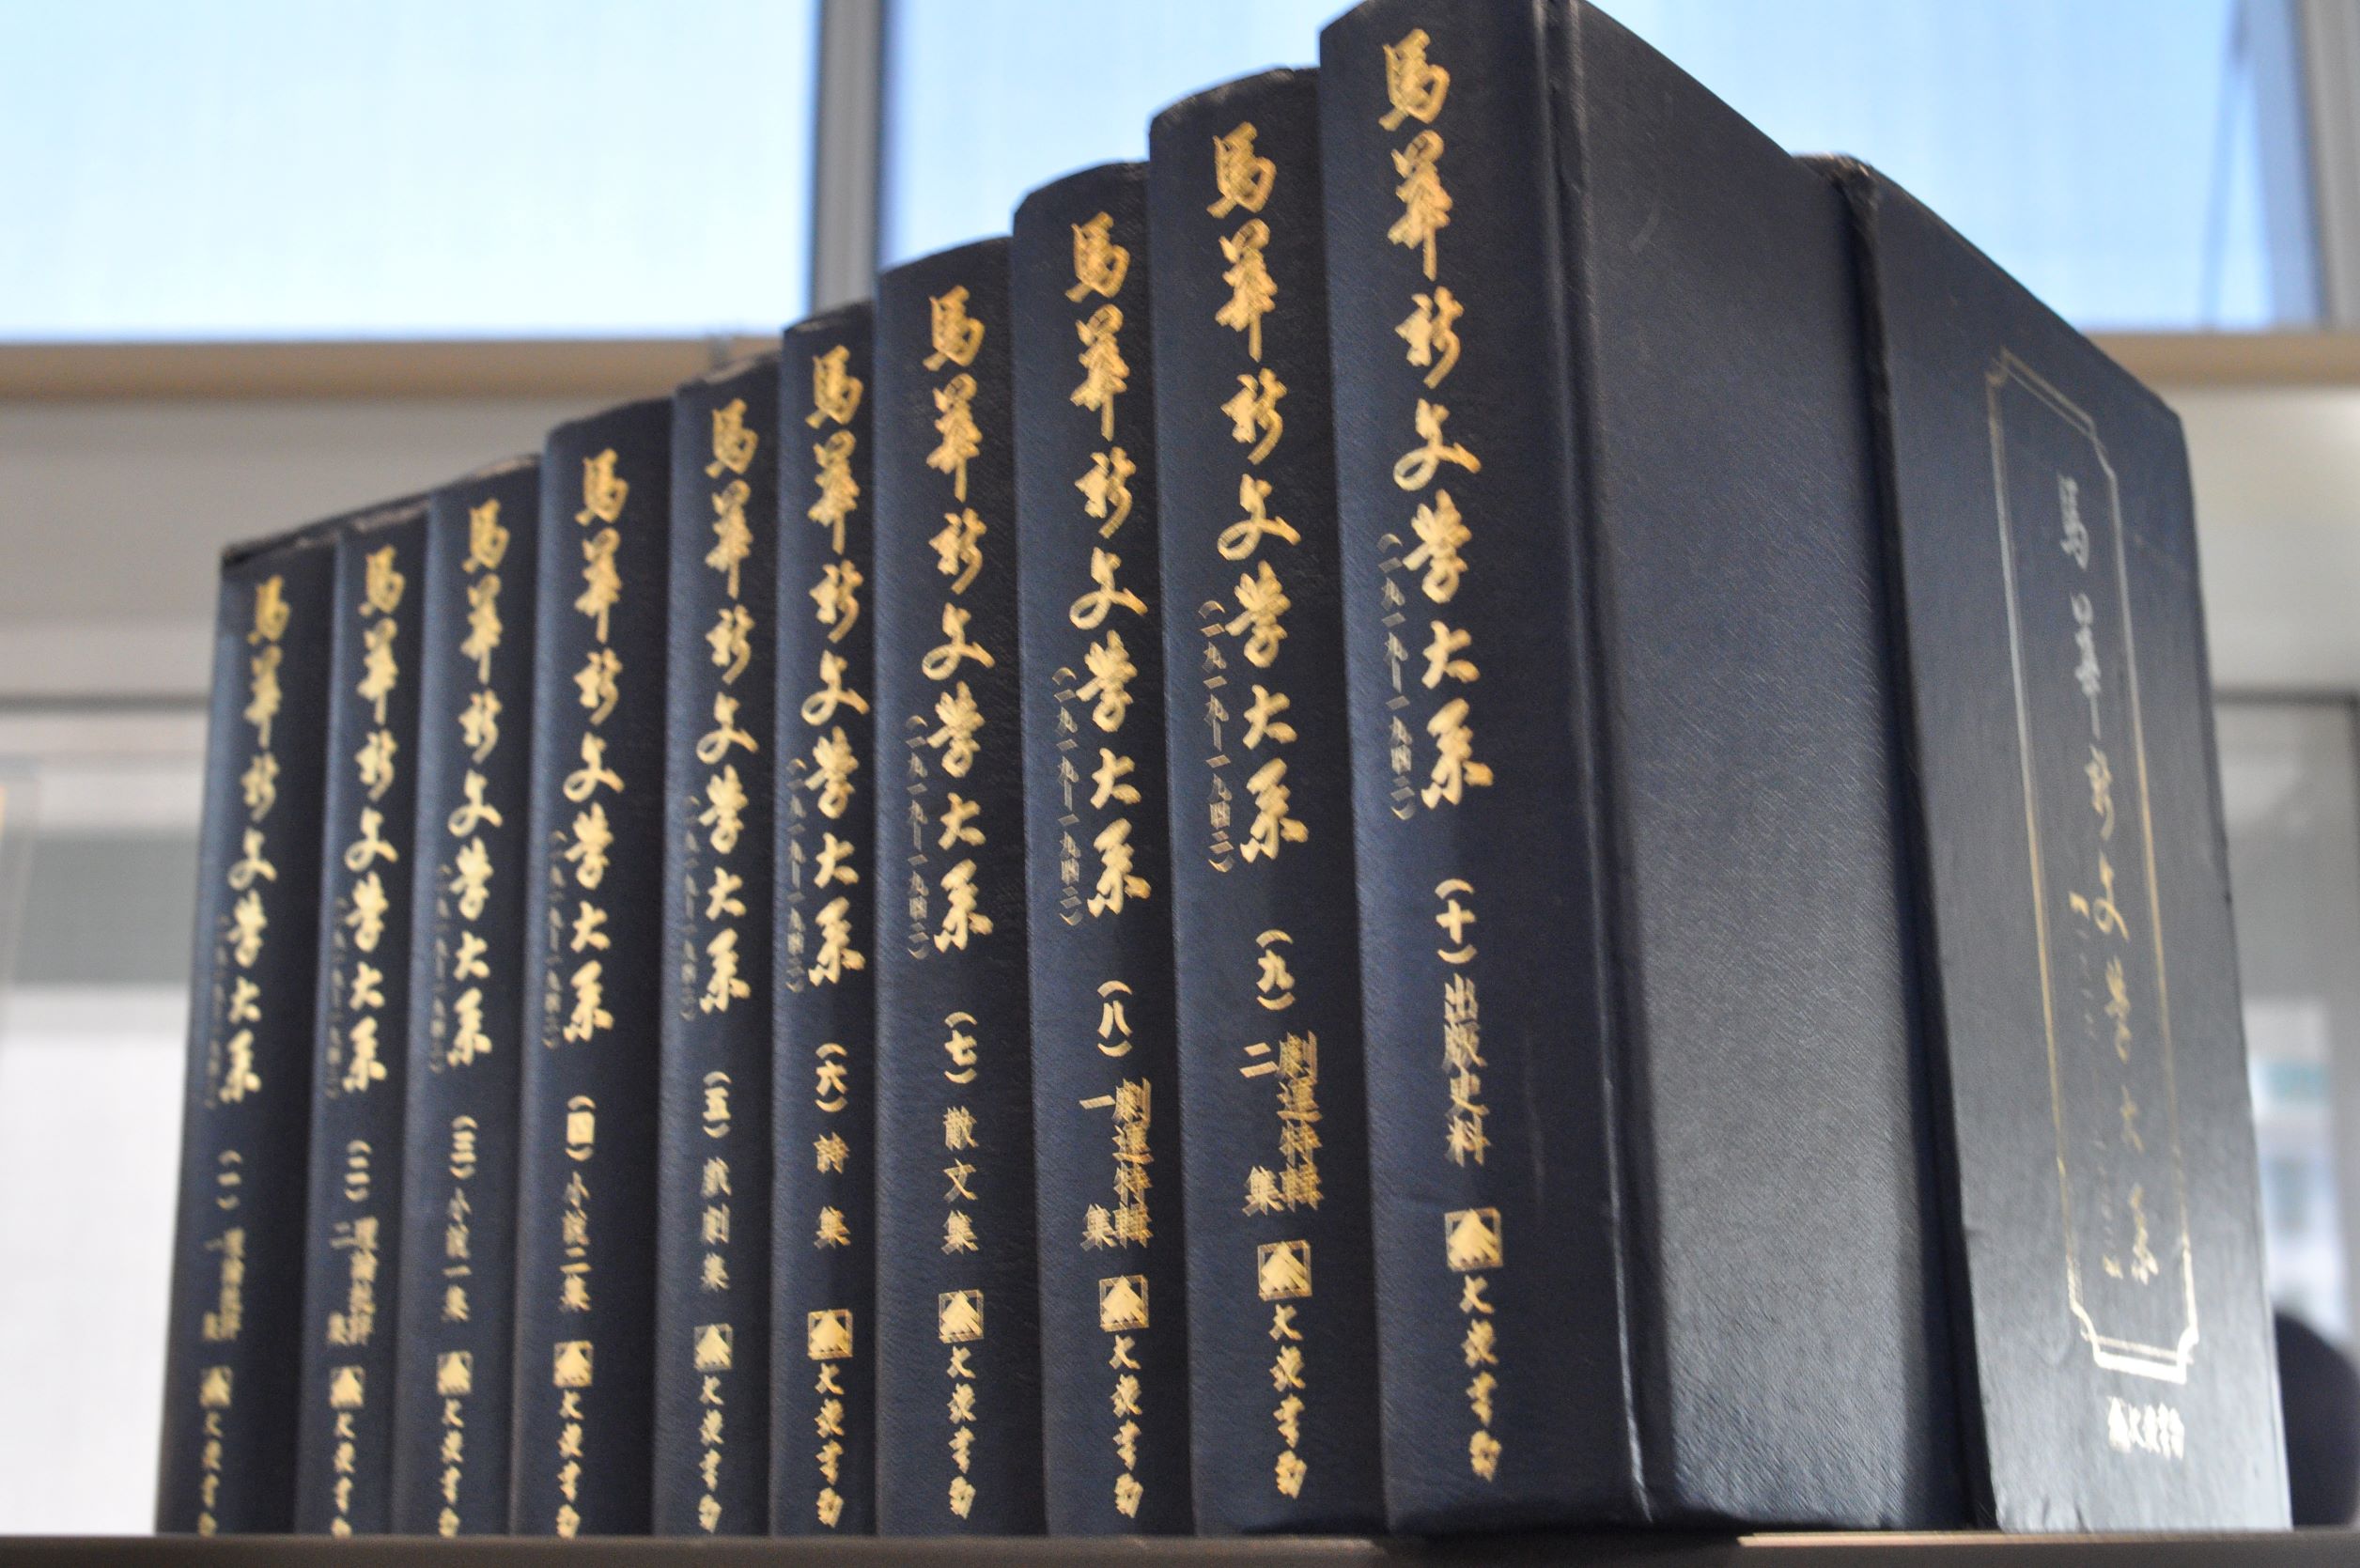 馬華新文學大系
(一九一九—一九四二)
(一) 理論批評一集
大衆書局
馬華新文學大系
(一九一九—一九四二)
(二) 理論批評二集
大衆書局
馬華新文學大系
(一九一九—一九四二)
(三) 小說一集
大衆書局
馬華新文學大系
(一九一九—一九四二)
(四) 小說二集
大衆書局
馬華新文學大系
(一九一九—一九四二)
(五) 戲劇集
大衆書局
馬華新文學大系
(一九一九—一九四二)
(六) 詩集
大衆書局
馬華新文學大系
(一九一九—一九四二)
(七) 散文集
大衆書局
馬華新文學大系
(一九一九—一九四二)
(八) 劇運特輯一集
大衆書局
馬華新文學大系
(一九一九—一九四二)
(九) 劇運特輯二集
大衆書局
馬華新文學大系
(一九一九—一九四二)
(十) 出版史料
大衆書局
馬華新文學大系
大衆書局